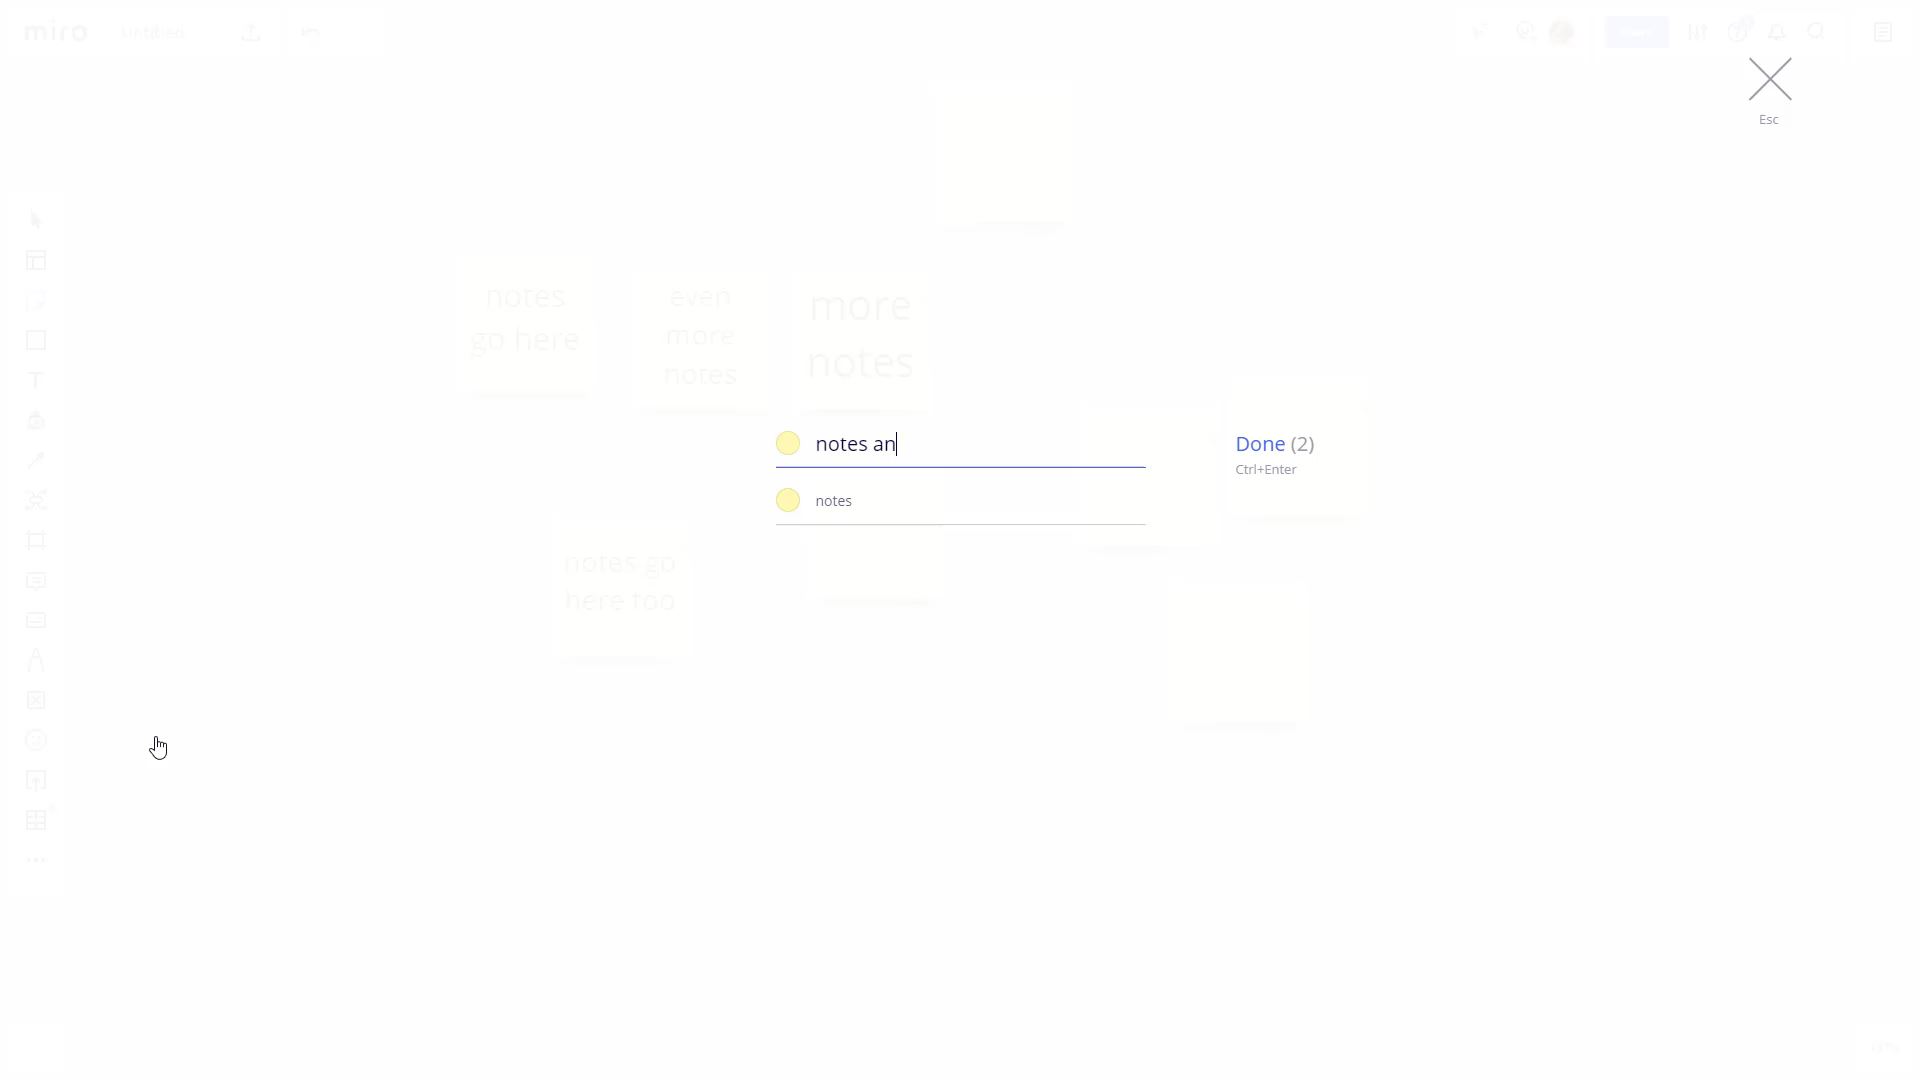 miro
Untitled
Esc
notes
go here
even
more
notes
more
notes
notes an
Done (2)
Ctrl+Enter
notes
notes go
here too